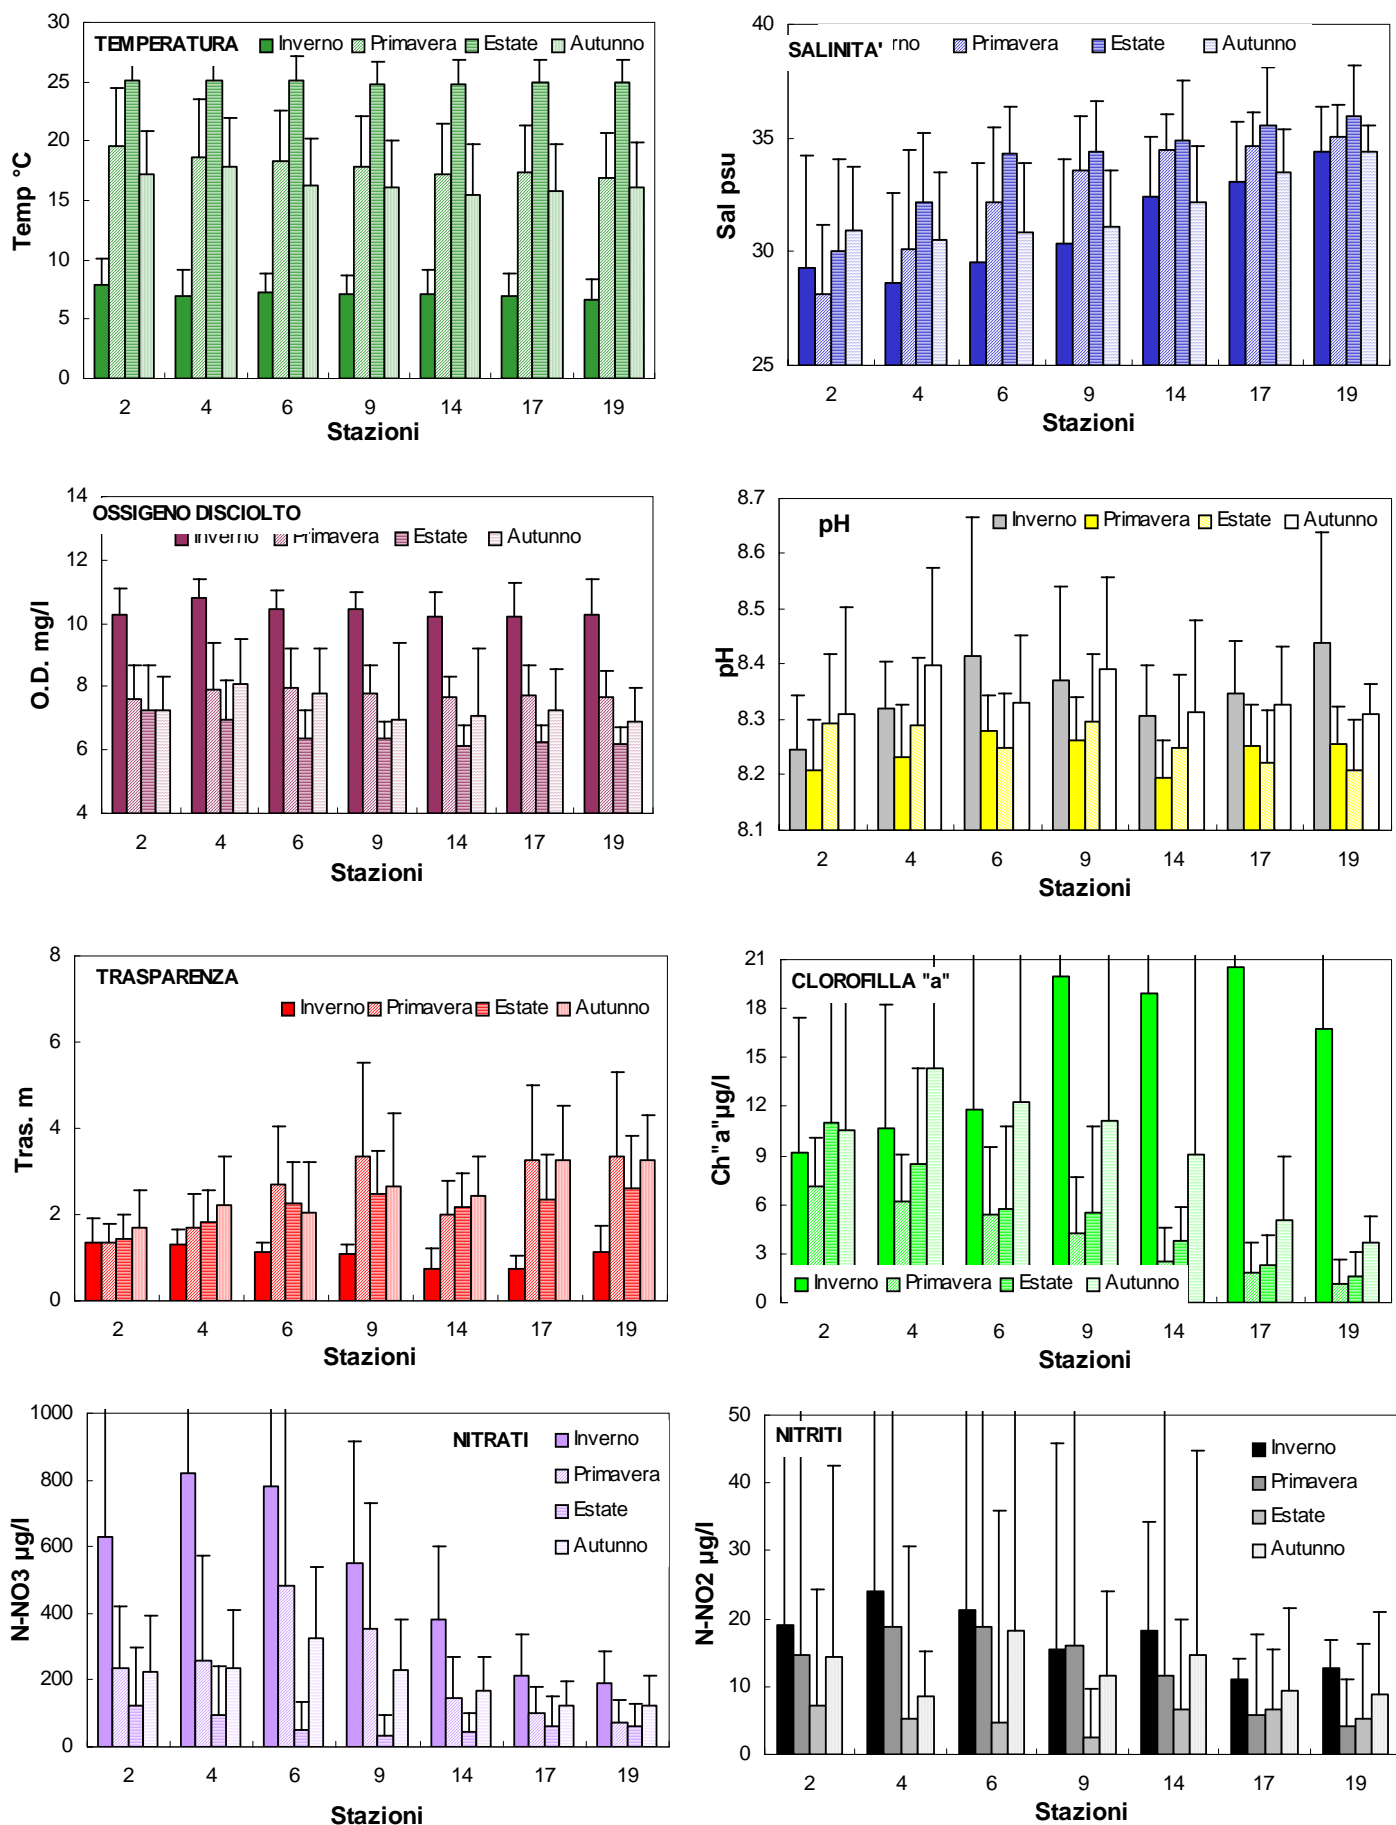 TEMPERATURA Inverno Primavera Estate Autunno
30
25
20
15
10
5
0
Temp °C
2 4 6 9 14 17 19
Stazioni
SALINITA' rno Primavera Estate Autunno
40
35
30
25
Sal psu
2 4 6 9 14 17 19
Stazioni
OSSIGENO DISCIOLTO
Inverno Primavera Estate Autunno
14
12
10
8
6
4
O.D. mg/l
2 4 6 9 14 17 19
Stazioni
pH Inverno Primavera Estate Autunno
8.7
8.6
8.5
8.4
8.3
8.2
8.1
pH
2 4 6 9 14 17 19
Stazioni
TRASPARENZA
Inverno Primavera Estate Autunno
8
6
4
2
0
Tras. m
2 4 6 9 14 17 19
Stazioni
CLOROFILLA "a"
21
18
15
12
9
6
3
0
Ch"a"µg/l
Inverno Primavera Estate Autunno
2 4 6 9 14 17 19
Stazioni
NITRATI
Inverno
Primavera
Estate
Autunno
1000
800
600
400
200
0
N-NO3 µg/l
2 4 6 9 14 17 19
Stazioni
NITRITI
Inverno
Primavera
Estate
Autunno
50
40
30
20
10
0
N-NO2 µg/l
2 4 6 9 14 17 19
Stazioni